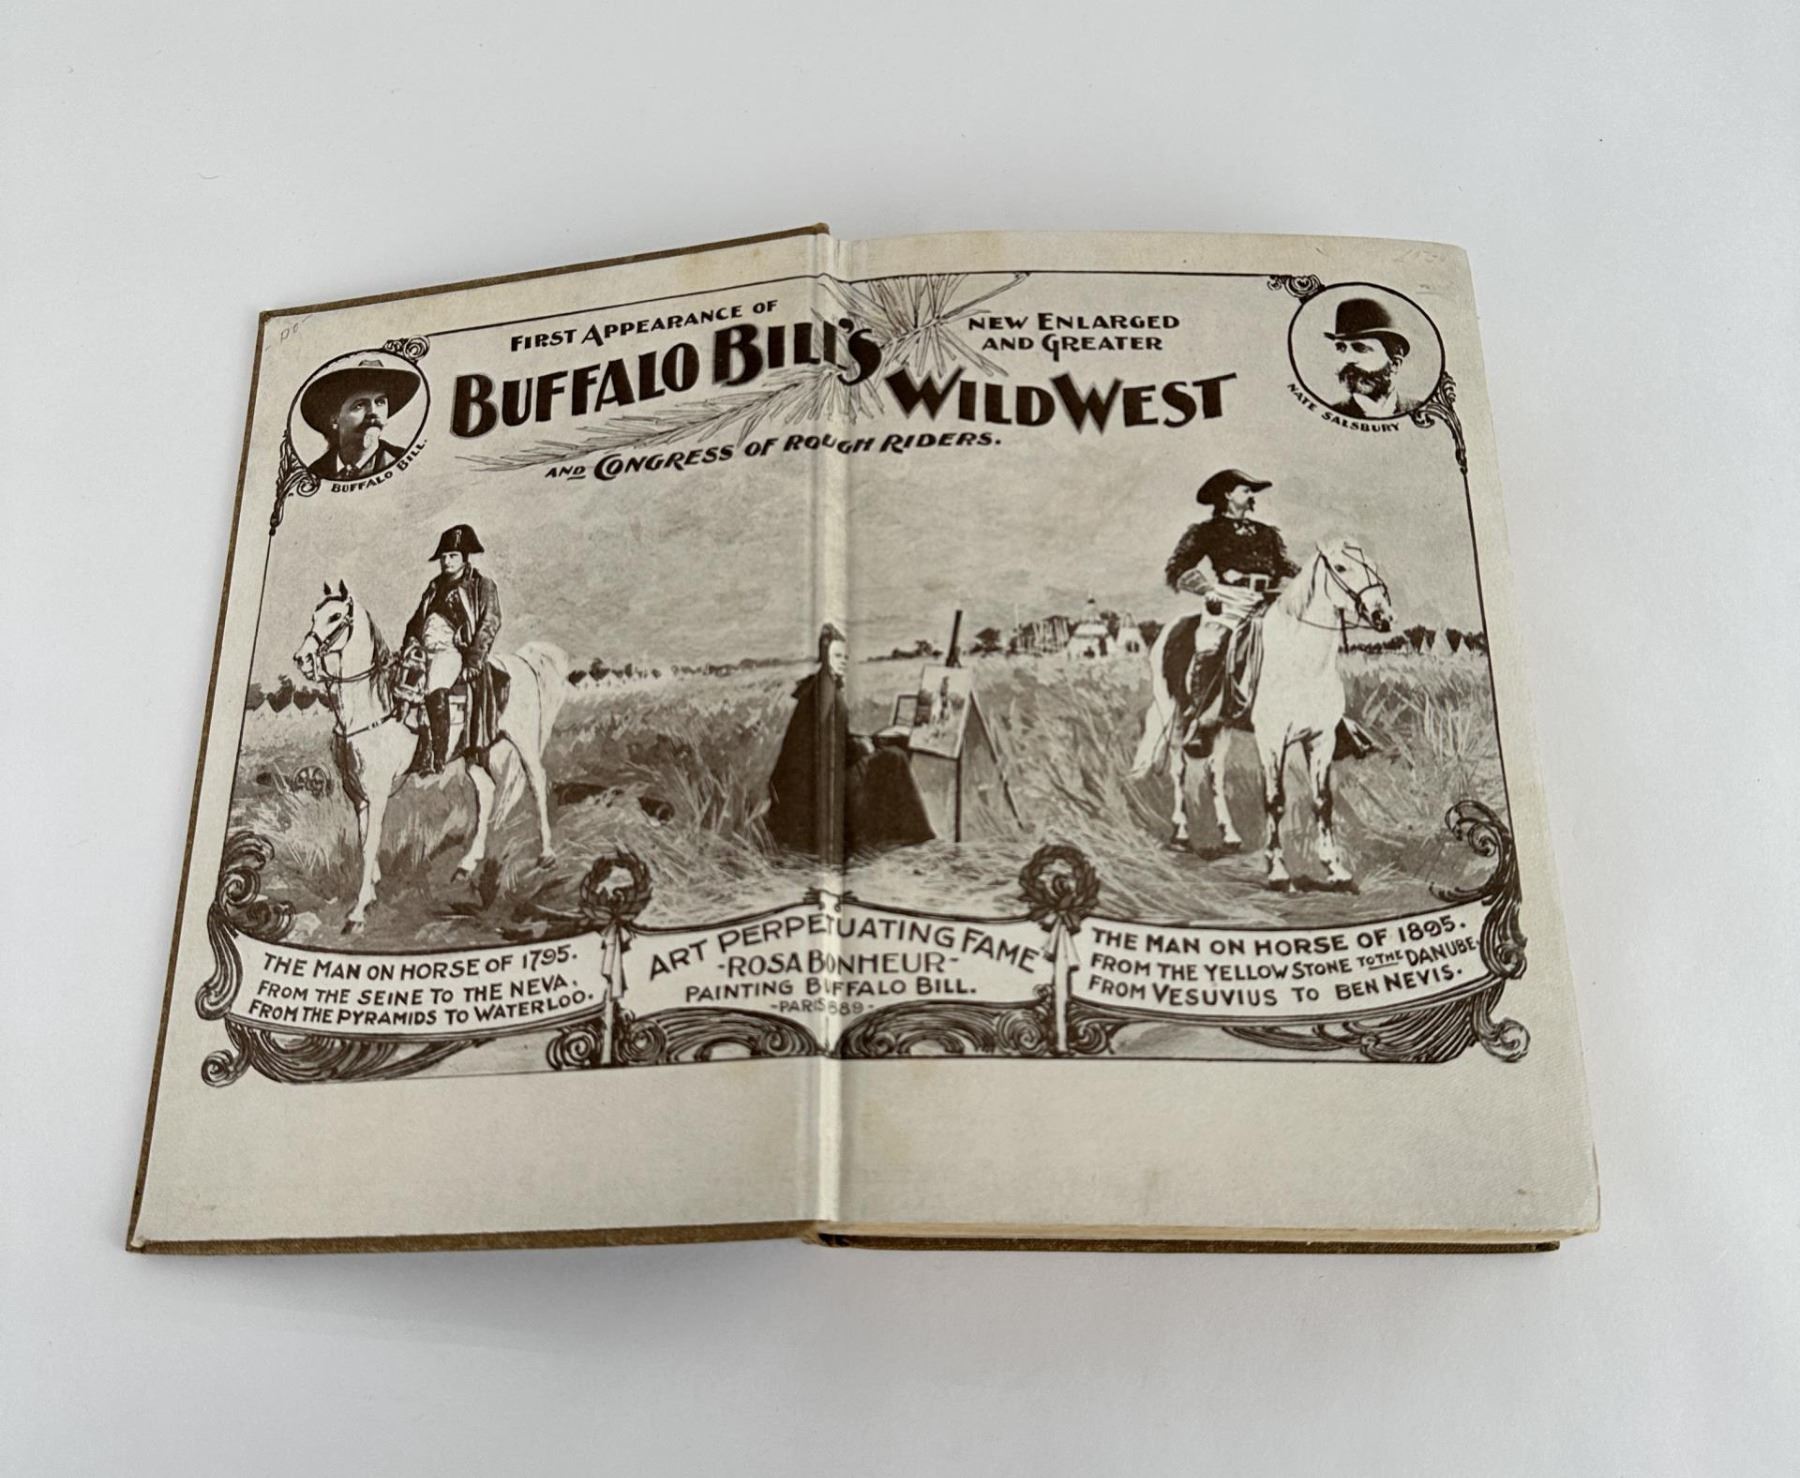 FIRST APPEARANCE OF
BUFFALO BILL'S
NEW ENLARGED
AND GREATER
WILD WEST
AND CONGRESS OF ROUGH RIDERS.
BUFFALO BILL.
NATE SALSBURY
THE MAN ON HORSE OF 1795.
FROM THE SEINE TO THE NEVA.
FROM THE PYRAMIDS TO WATERLOO.
ART PERPETUATING FAME
-ROSA BONHEUR-
PAINTING BUFFALO BILL.
-PARIS 889-
THE MAN ON HORSE OF 1895.
FROM THE YELLOWSTONE TO THE DANUBE.
FROM VESUVIUS TO BEN NEVIS.